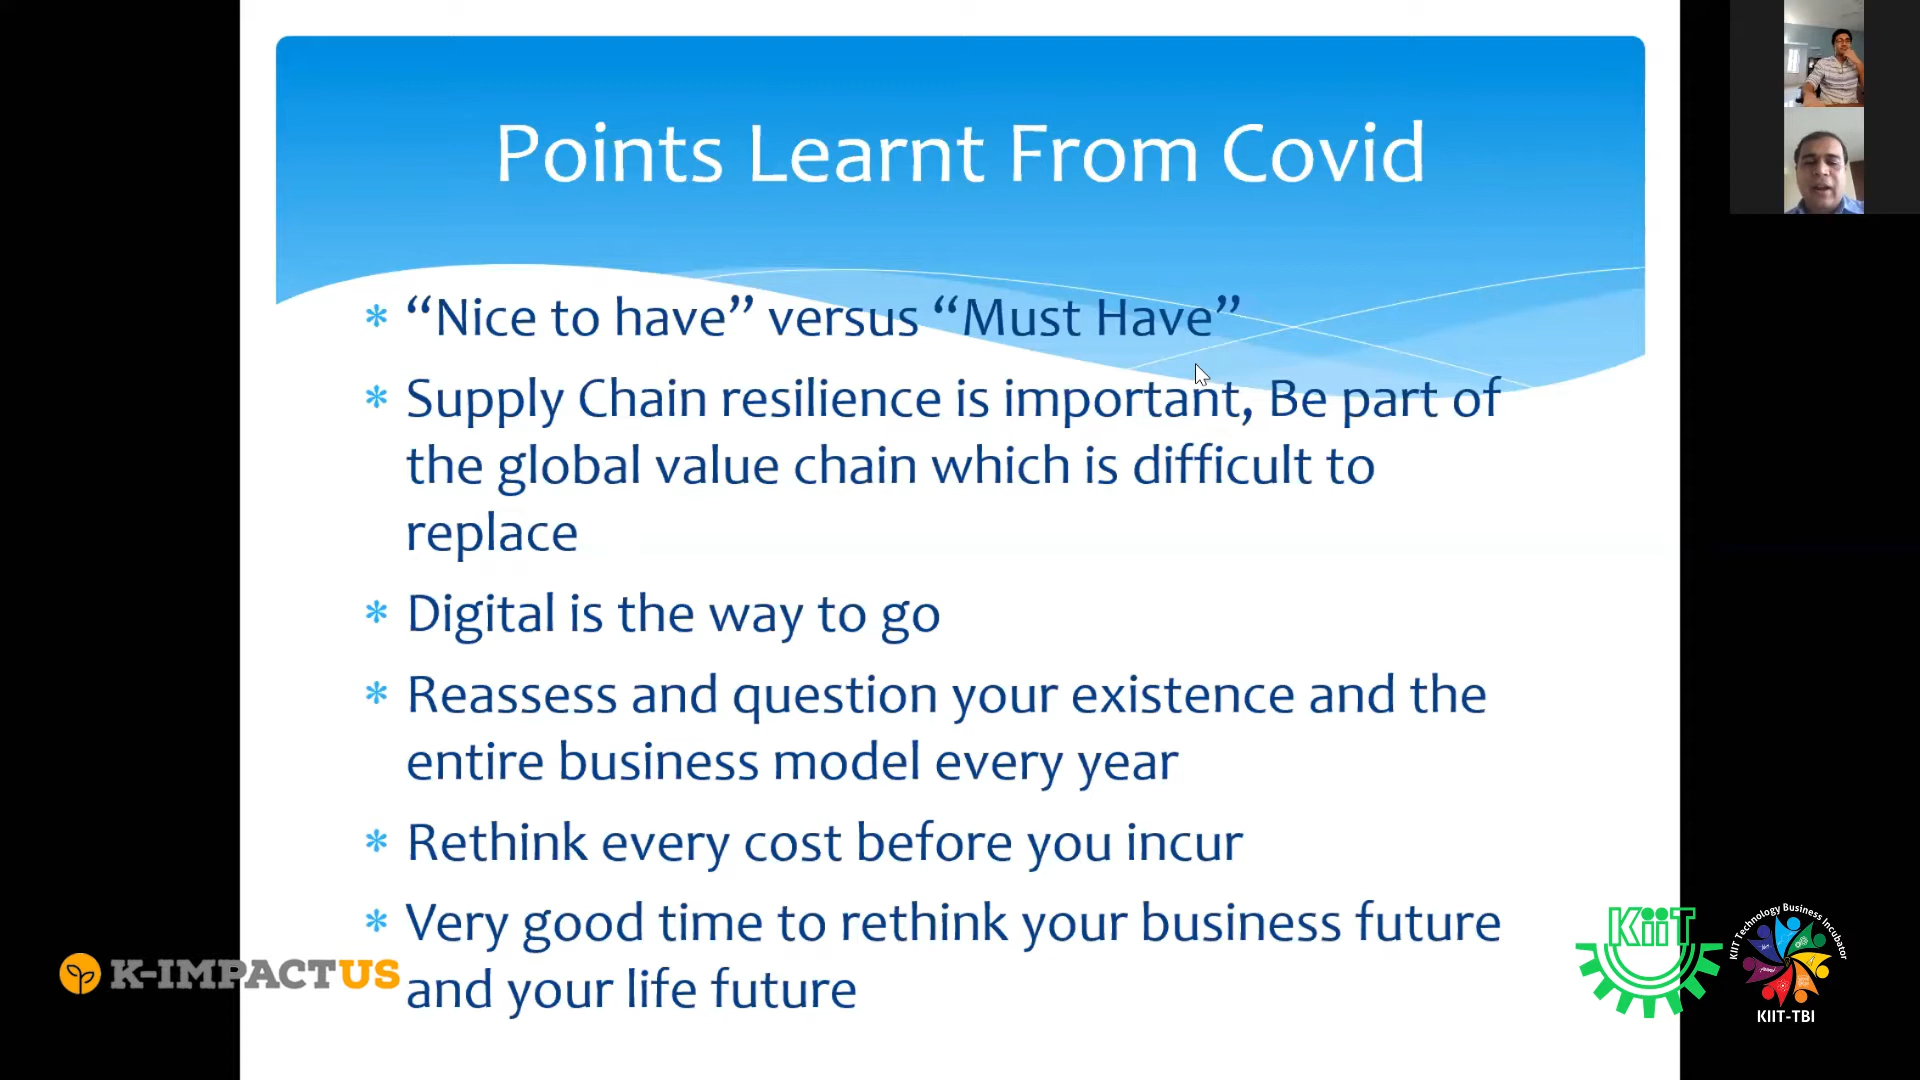 Points Learnt From Covid
* “Nice to have” versus “Must Have”
* Supply Chain resilience is important, Be part of
the global value chain which is difficult to
replace
* Digital is the way to go
* Reassess and question your existence and the
entire business model every year
* Rethink every cost before you incur
* Very good time to rethink your business future
and your life future
K-IMPACTUS
KiiT
KIIT Technology Business Incubator
KIIT-TBI